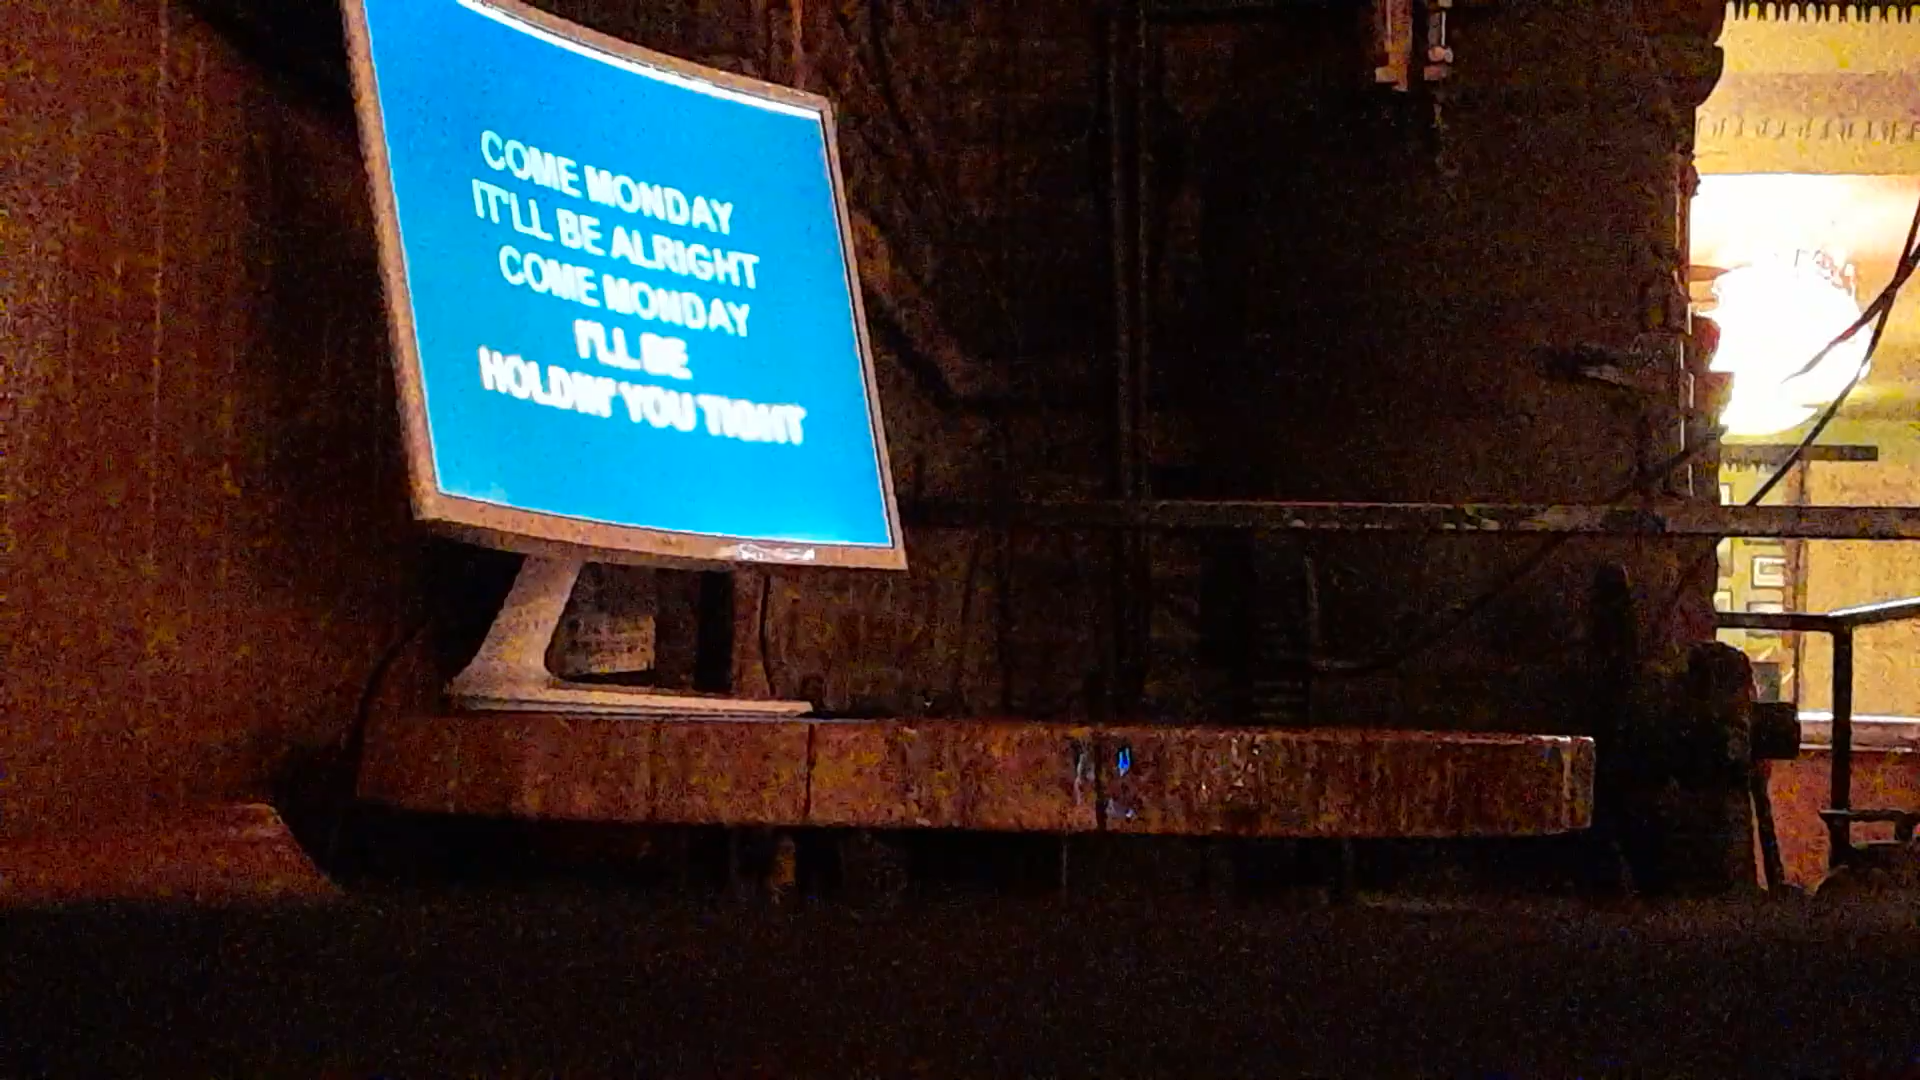 COME MONDAY
IT'LL BE ALRIGHT
COME MONDAY
I'LL BE
HOLDIN' YOU TIGHT